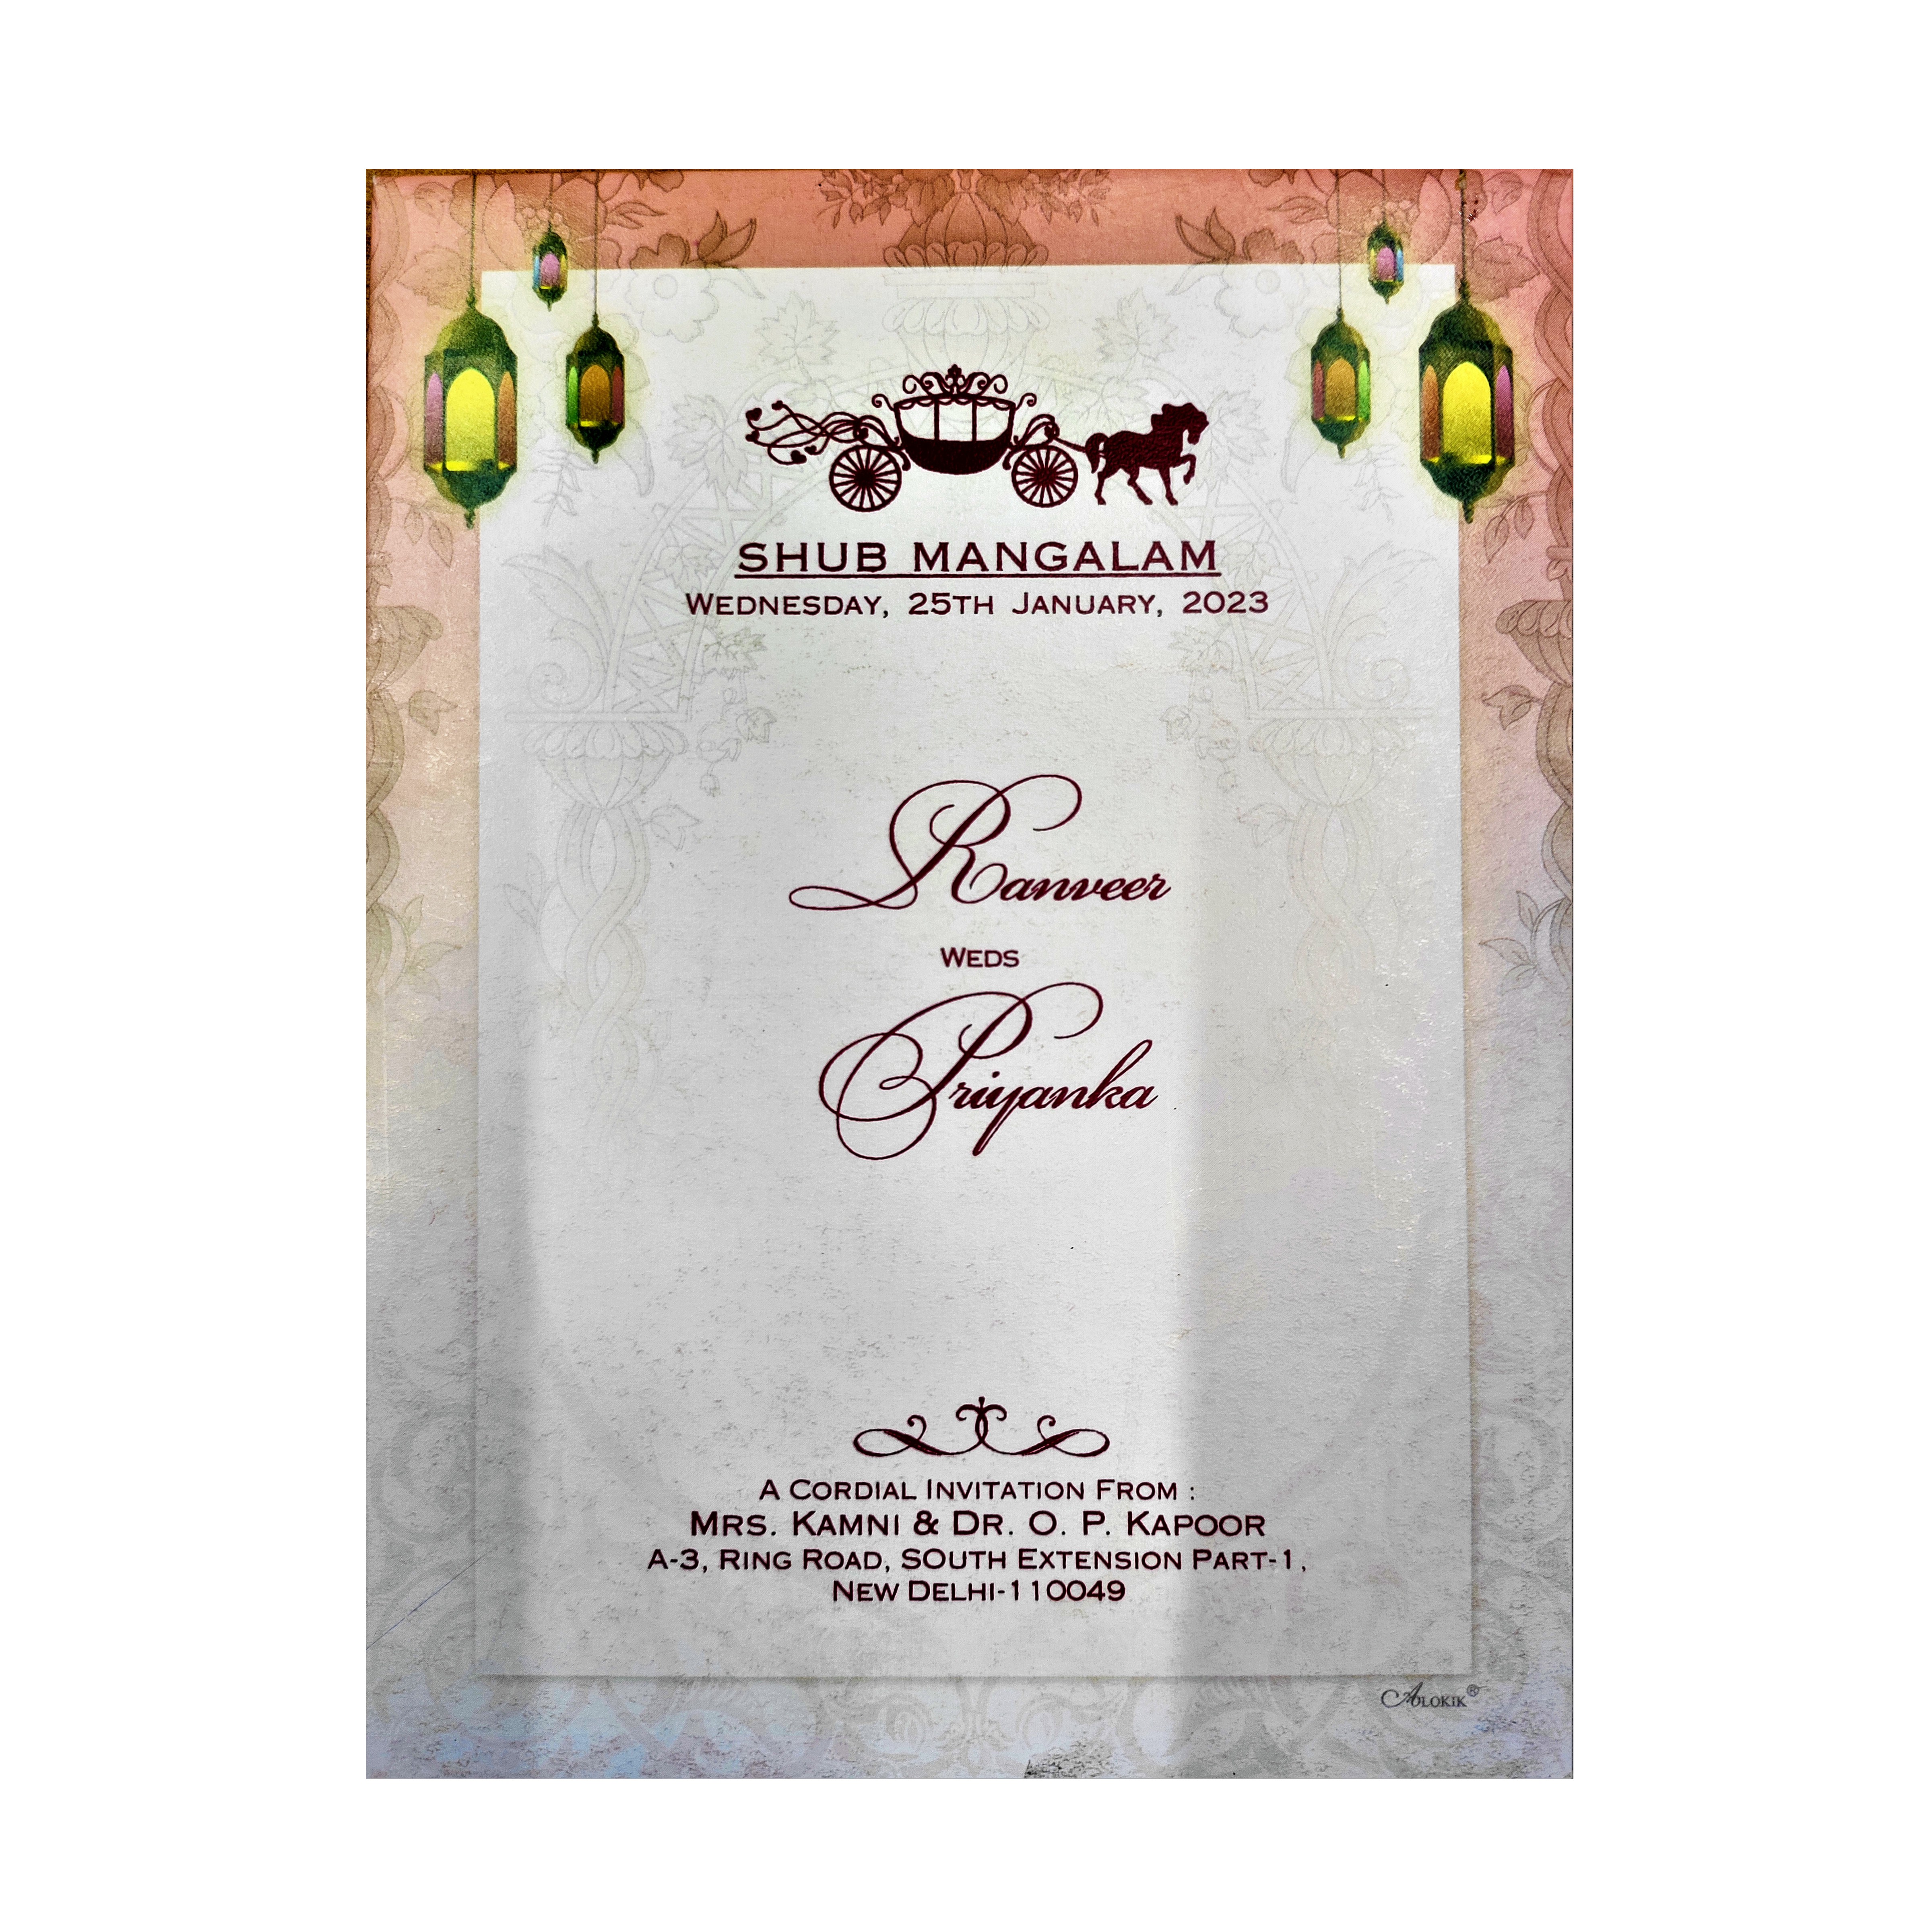 SHUB MANGALAM
WEDNESDAY, 25TH JANUARY, 2023
Ranveer
WEDS
Priyanka
A CORDIAL INVITATION FROM :
MRS. KAMNI & DR. O. P. KAPOOR
A-3, RING ROAD, SOUTH EXTENSION PART-1,
NEW DELHI-110049
ALOKIK®